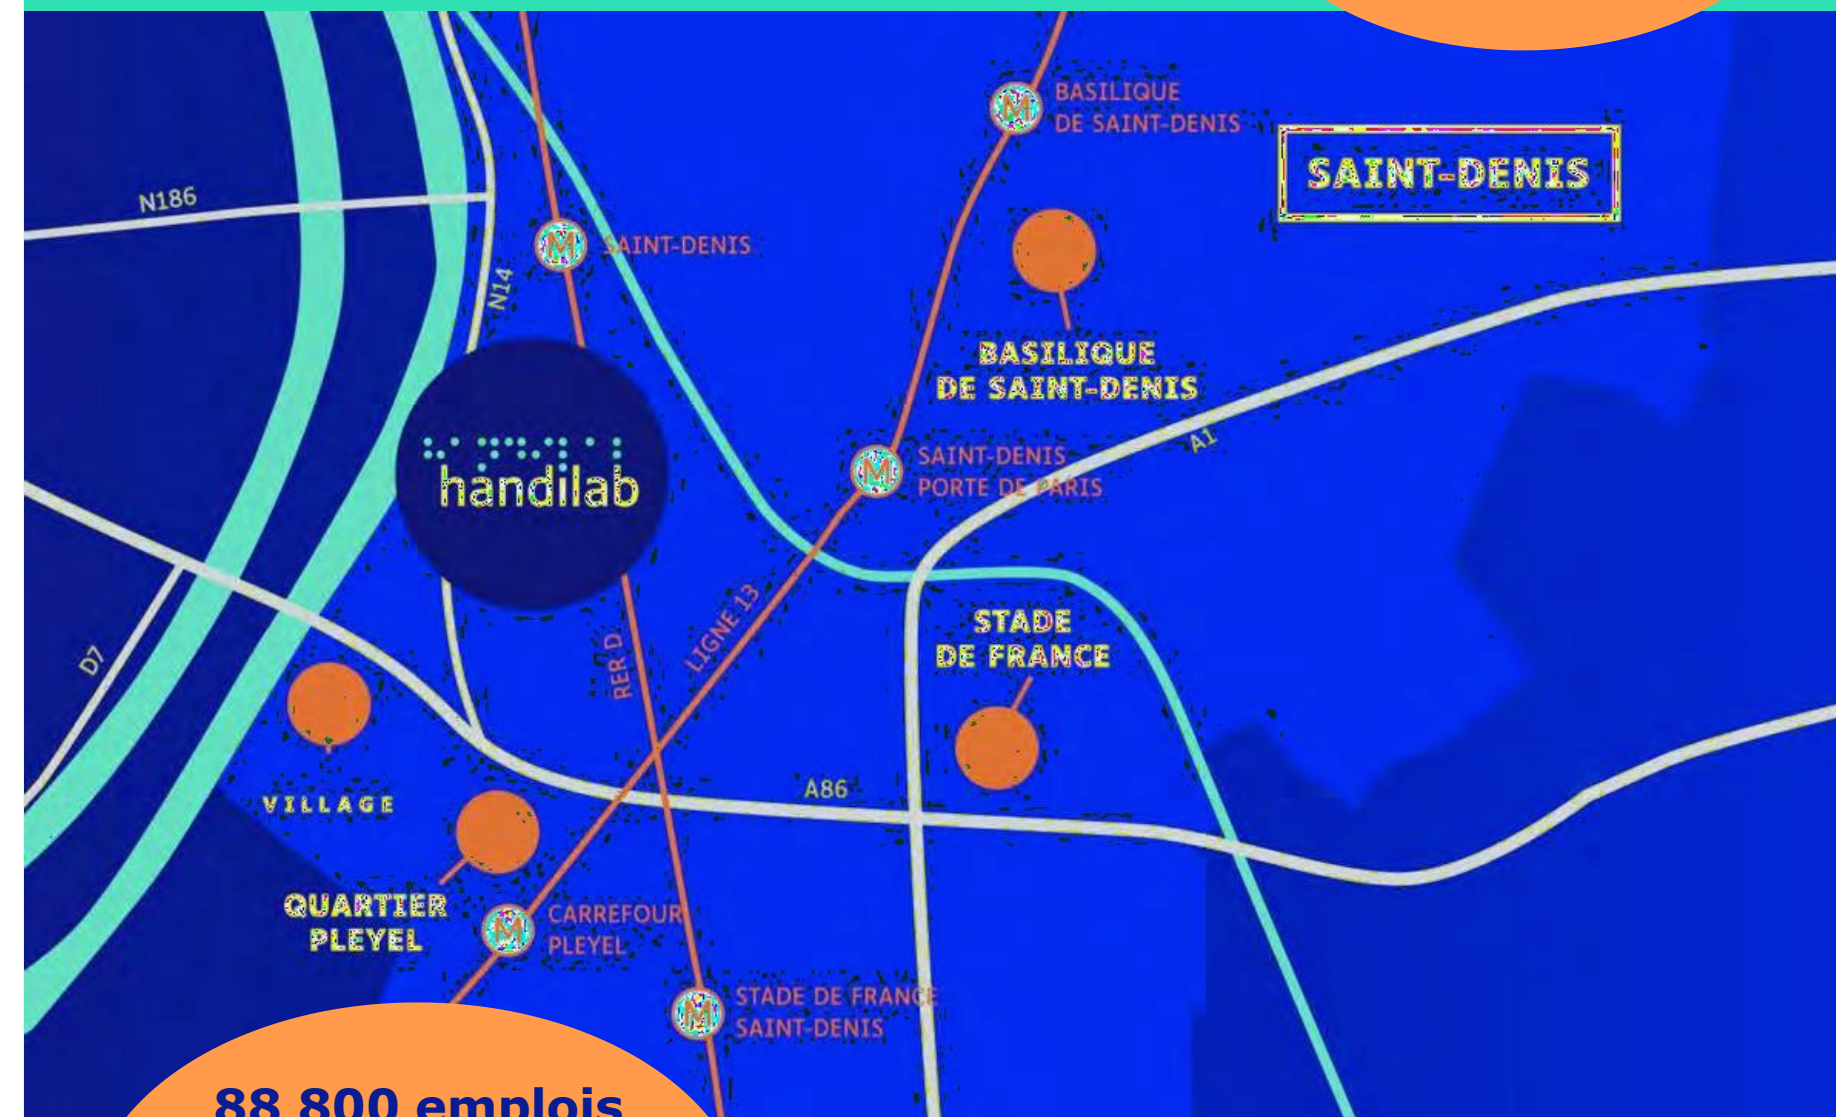 BASILIQUE
DE SAINT-DENIS
SAINT-DENIS
N186
SAINT-DENIS
N14
BASILIQUE
DE SAINT-DENIS
A1
SAINT-DENIS
PORTE DE PARIS
handilab
LIGNE 13
RER D
STADE
DE FRANCE
D7
A86
VILLAGE
QUARTIER
PLEYEL
CARREFOUR
PLEYEL
STADE DE FRANCE
SAINT-DENIS
88 800 emplois
M
M
M
M
M